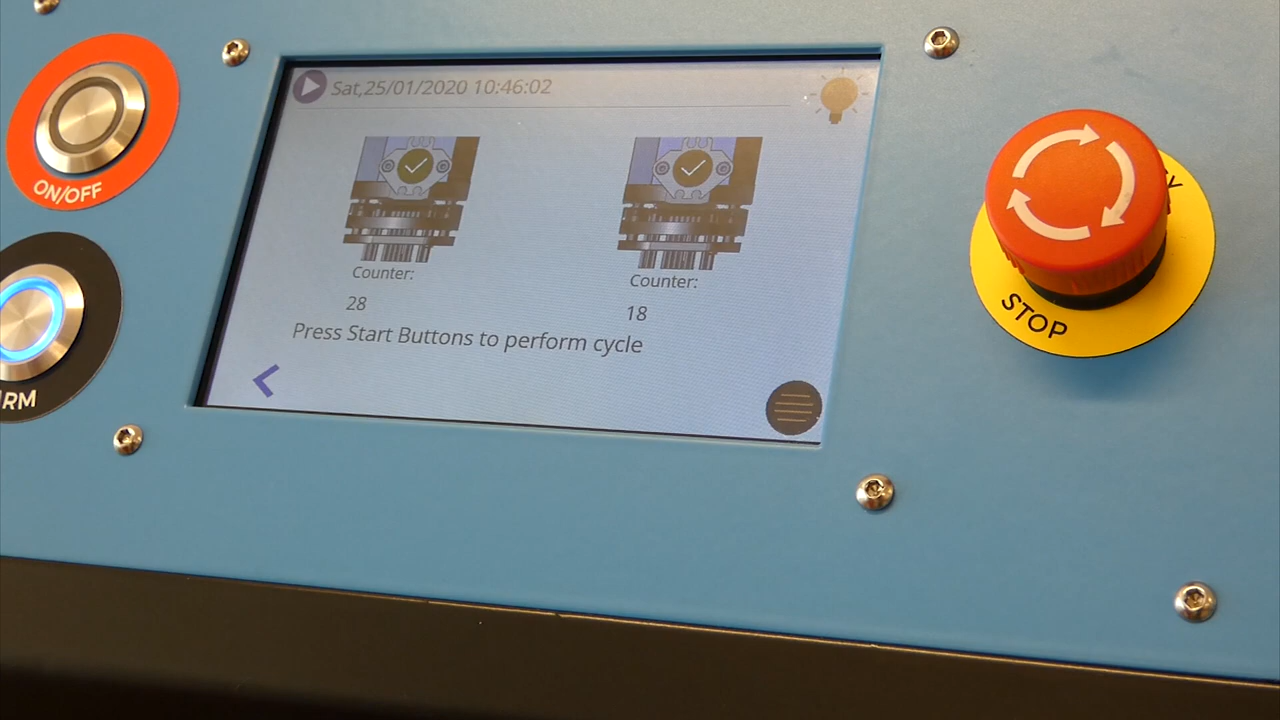 Sat,25/01/2020 10:46:02
ON/OFF
Counter:
28
Counter:
18
Press Start Buttons to perform cycle
STOP